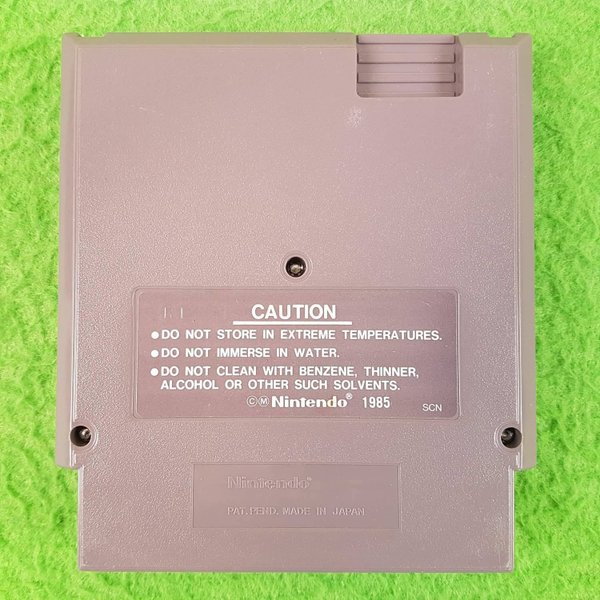 CAUTION
●DO NOT STORE IN EXTREME TEMPERATURES.
●DO NOT IMMERSE IN WATER.
●DO NOT CLEAN WITH BENZENE, THINNER,
ALCOHOL OR OTHER SUCH SOLVENTS.
ⒸⓂNintendo® 1985 SCN
Nintendo®
PAT.PEND. MADE IN JAPAN